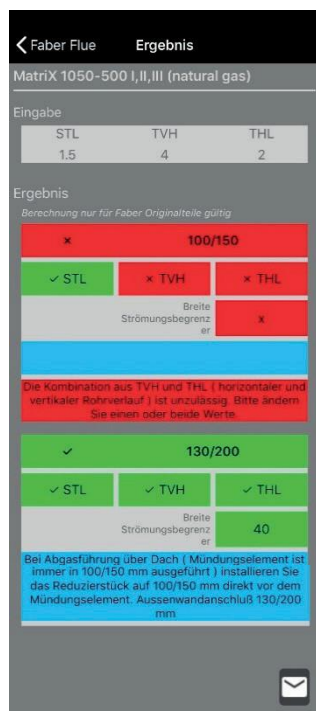 Faber Flue Ergebnis
MatriX 1050-500 I,II,III (natural gas)
Eingabe
STL TVH THL
1.5 4 2
Ergebnis
Berechnung nur für Faber Originalteile gültig
× 100/150
✓ STL × TVH × THL
Breite
Strömungsbegrenz
er
x
Die Kombination aus TVH und THL ( horizontaler und
vertikaler Rohrverlauf ) ist unzulässig. Bitte ändern
Sie einen oder beide Werte.
✓ 130/200
✓ STL ✓ TVH ✓ THL
Breite
Strömungsbegrenz
er
40
Bei Abgasführung über Dach ( Mündungselement ist
immer in 100/150 mm ausgeführt ) installieren Sie
das Reduzierstück auf 100/150 mm direkt vor dem
Mündungselement. Aussenwandanschluß 130/200
mm